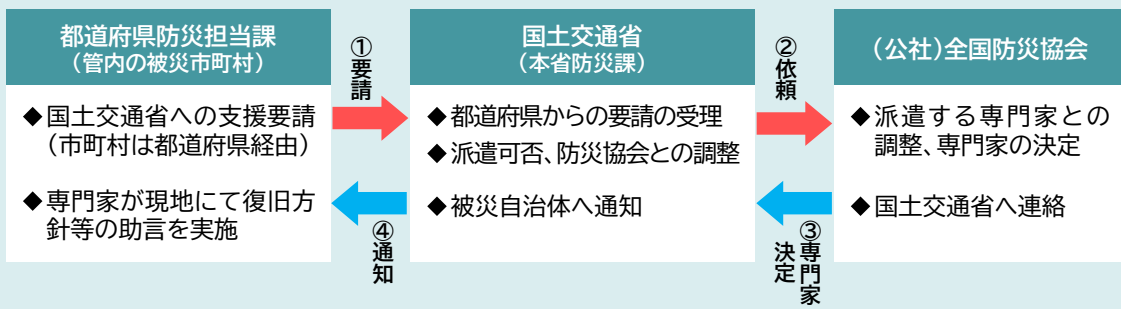 都道府県防災担当課
(管内の被災市町村)
◆国土交通省への支援要請
(市町村は都道府県経由)
◆専門家が現地にて復旧方
針等の助言を実施
①要請
④通知
国土交通省
(本省防災課)
◆都道府県からの要請の受理
◆派遣可否、防災協会との調整
◆被災自治体へ通知
②依頼
③専門家
決定
(公社)全国防災協会
◆派遣する専門家との
調整、専門家の決定
◆国土交通省へ連絡